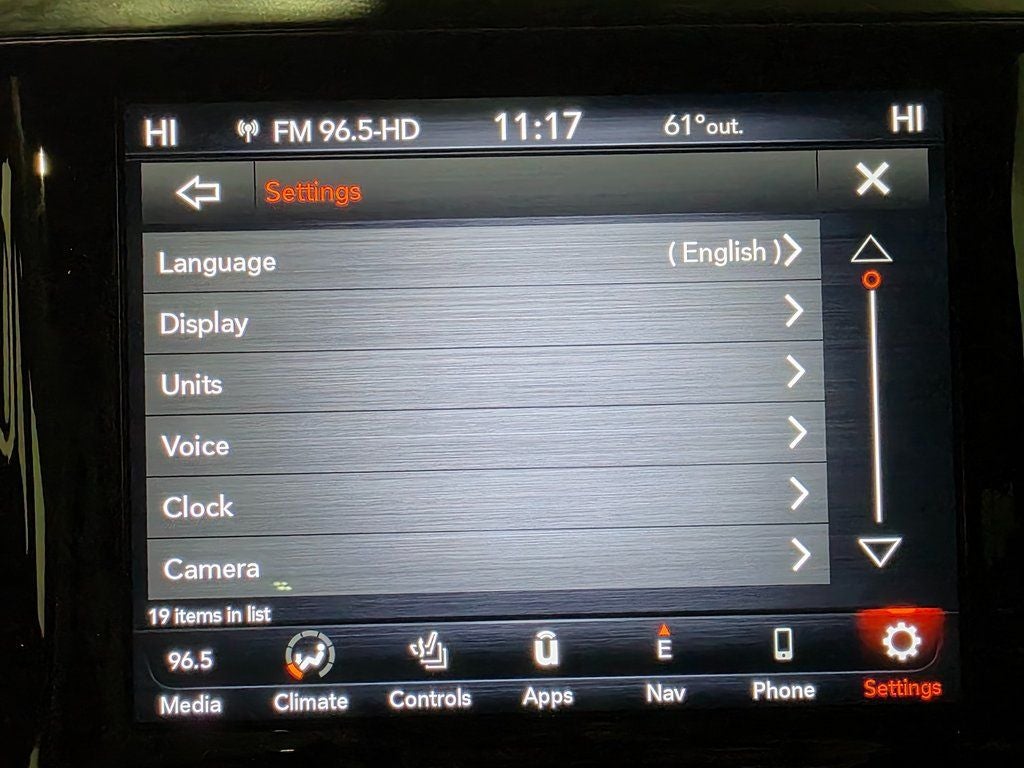 HI FM 96.5-HD 11:17 61°out. HI
Settings
Language (English)
Display
Units
Voice
Clock
Camera
19 items in list
96.5 u E
Media Climate Controls Apps Nav Phone Settings